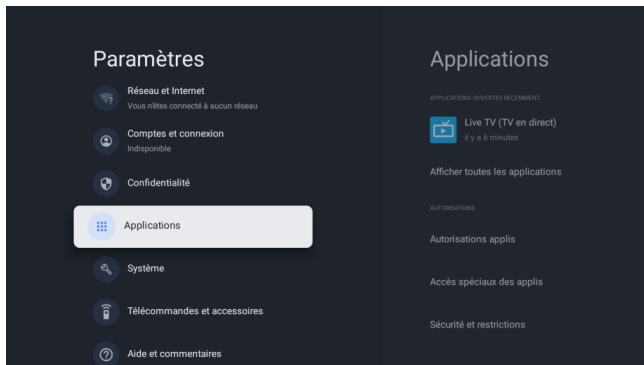 Paramètres
Réseau et Internet
Vous n'êtes connecté à aucun réseau
Comptes et connexion
Indisponible
Confidentialité
Applications
Système
Télécommandes et accessoires
Aide et commentaires
Applications
APPLICATIONS OUVERTES RÉCEMMENT
Live TV (TV en direct)
il y a 6 minutes
Afficher toutes les applications
AUTORISATIONS
Autorisations applis
Accès spéciaux des applis
Sécurité et restrictions